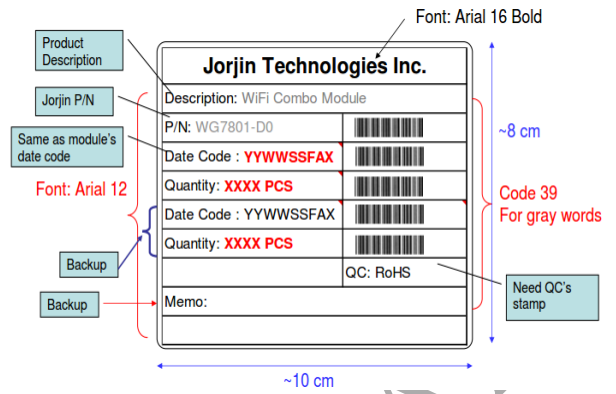 Font: Arial 16 Bold
Product
Description
Jorjin Technologies Inc.
Description: WiFi Combo Module
Jorjin P/N
P/N: WG7801-D0
~8 cm
Same as module's
date code
Date Code : YYWWSSFAX
Font: Arial 12
Quantity: XXXX PCS
Code 39
For gray words
Date Code : YYWWSSFAX
Quantity: XXXX PCS
Backup
QC: RoHS
Need QC's
stamp
Backup
Memo:
~10 cm